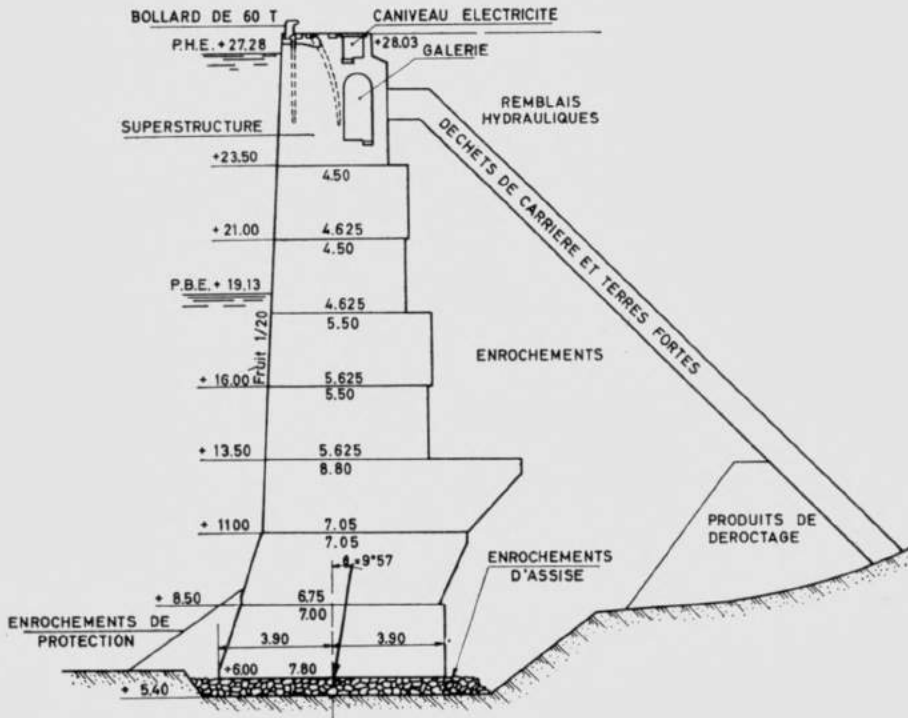 BOLLARD DE 60 T
CANIVEAU ELECTRICITE
P.H.E. + 27.28
+28.03
GALERIE
REMBLAIS
HYDRAULIQUES
SUPERSTRUCTURE
DECHETS DE CARRIERE ET TERRES FORTES
+23.50
4.50
+ 21.00
4.625
4.50
P.B.E. + 19.13
4.625
5.50
Fruit 1/20
ENROCHEMENTS
+ 16.00
5.625
5.50
+ 13.50
5.625
8.80
+ 1100
7.05
7.05
PRODUITS DE
DEROCTAGE
=9°57
ENROCHEMENTS
D'ASSISE
+ 8.50
6.75
7.00
ENROCHEMENTS DE
PROTECTION
3.90
3.90
+6.00
7.80
+ 5.40